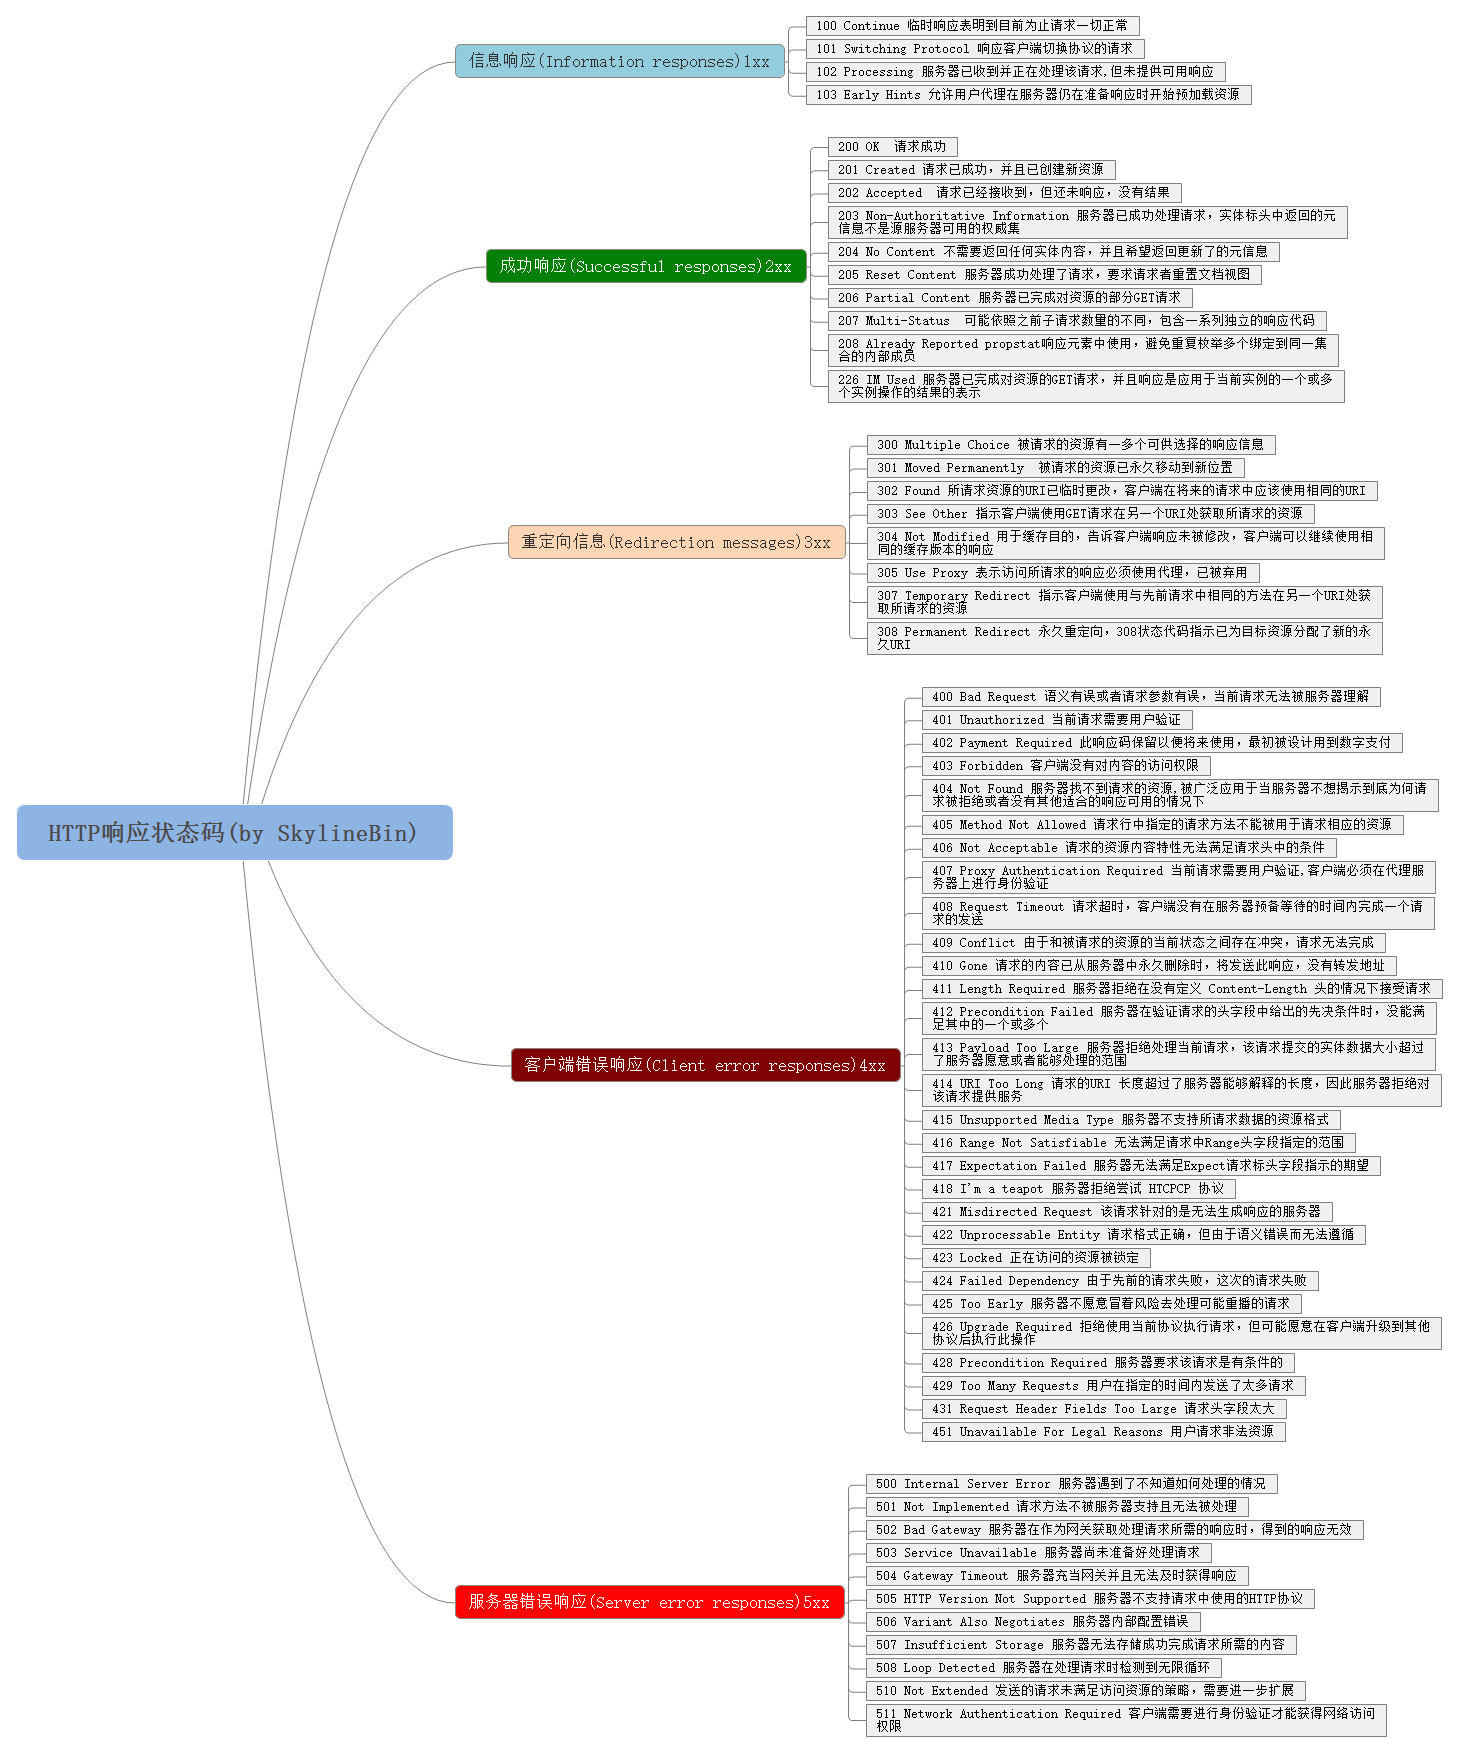 信息响应(Information responses)1xx
100 Continue 临时响应表明到目前为止请求一切正常
101 Switching Protocol 响应客户端切换协议的请求
102 Processing 服务器已收到并正在处理该请求,但未提供可用响应
103 Early Hints 允许用户代理在服务器仍在准备响应时开始预加载资源
成功响应(Successful responses)2xx
200 OK  请求成功
201 Created 请求已成功，并且已创建新资源
202 Accepted  请求已经接收到，但还未响应，没有结果
203 Non-Authoritative Information 服务器已成功处理请求，实体标头中返回的元
信息不是源服务器可用的权威集
204 No Content 不需要返回任何实体内容，并且希望返回更新了的元信息
205 Reset Content 服务器成功处理了请求，要求请求者重置文档视图
206 Partial Content 服务器已完成对资源的部分GET请求
207 Multi-Status  可能依照之前子请求数量的不同，包含一系列独立的响应代码
208 Already Reported propstat响应元素中使用，避免重复枚举多个绑定到同一集
合的内部成员
226 IM Used 服务器已完成对资源的GET请求，并且响应是应用于当前实例的一个或多
个实例操作的结果的表示
重定向信息(Redirection messages)3xx
300 Multiple Choice 被请求的资源有一多个可供选择的响应信息
301 Moved Permanently  被请求的资源已永久移动到新位置
302 Found 所请求资源的URI已临时更改，客户端在将来的请求中应该使用相同的URI
303 See Other 指示客户端使用GET请求在另一个URI处获取所请求的资源
304 Not Modified 用于缓存目的，告诉客户端响应未被修改，客户端可以继续使用相
同的缓存版本的响应
305 Use Proxy 表示访问所请求的响应必须使用代理，已被弃用
307 Temporary Redirect 指示客户端使用与先前请求中相同的方法在另一个URI处获
取所请求的资源
308 Permanent Redirect 永久重定向，308状态代码指示已为目标资源分配了新的永
久URI
HTTP响应状态码(by SkylineBin)
客户端错误响应(Client error responses)4xx
400 Bad Request 语义有误或者请求参数有误，当前请求无法被服务器理解
401 Unauthorized 当前请求需要用户验证
402 Payment Required 此响应码保留以便将来使用，最初被设计用到数字支付
403 Forbidden 客户端没有对内容的访问权限
404 Not Found 服务器找不到请求的资源,被广泛应用于当服务器不想揭示到底为何请
求被拒绝或者没有其他适合的响应可用的情况下
405 Method Not Allowed 请求行中指定的请求方法不能被用于请求相应的资源
406 Not Acceptable 请求的资源内容特性无法满足请求头中的条件
407 Proxy Authentication Required 当前请求需要用户验证,客户端必须在代理服
务器上进行身份验证
408 Request Timeout 请求超时，客户端没有在服务器预备等待的时间内完成一个请
求的发送
409 Conflict 由于和被请求的资源的当前状态之间存在冲突，请求无法完成
410 Gone 请求的内容已从服务器中永久删除时，将发送此响应，没有转发地址
411 Length Required 服务器拒绝在没有定义 Content-Length 头的情况下接受请求
412 Precondition Failed 服务器在验证请求的头字段中给出的先决条件时，没能满
足其中的一个或多个
413 Payload Too Large 服务器拒绝处理当前请求，该请求提交的实体数据大小超过
了服务器愿意或者能够处理的范围
414 URI Too Long 请求的URI 长度超过了服务器能够解释的长度，因此服务器拒绝对
该请求提供服务
415 Unsupported Media Type 服务器不支持所请求数据的资源格式
416 Range Not Satisfiable 无法满足请求中Range头字段指定的范围
417 Expectation Failed 服务器无法满足Expect请求标头字段指示的期望
418 I'm a teapot 服务器拒绝尝试 HTCPCP 协议
421 Misdirected Request 该请求针对的是无法生成响应的服务器
422 Unprocessable Entity 请求格式正确，但由于语义错误而无法遵循
423 Locked 正在访问的资源被锁定
424 Failed Dependency 由于先前的请求失败，这次的请求失败
425 Too Early 服务器不愿意冒着风险去处理可能重播的请求
426 Upgrade Required 拒绝使用当前协议执行请求，但可能愿意在客户端升级到其他
协议后执行此操作
428 Precondition Required 服务器要求该请求是有条件的
429 Too Many Requests 用户在指定的时间内发送了太多请求
431 Request Header Fields Too Large 请求头字段太大
451 Unavailable For Legal Reasons 用户请求非法资源
服务器错误响应(Server error responses)5xx
500 Internal Server Error 服务器遇到了不知道如何处理的情况
501 Not Implemented 请求方法不被服务器支持且无法被处理
502 Bad Gateway 服务器在作为网关获取处理请求所需的响应时，得到的响应无效
503 Service Unavailable 服务器尚未准备好处理请求
504 Gateway Timeout 服务器充当网关并且无法及时获得响应
505 HTTP Version Not Supported 服务器不支持请求中使用的HTTP协议
506 Variant Also Negotiates 服务器内部配置错误
507 Insufficient Storage 服务器无法存储成功完成请求所需的内容
508 Loop Detected 服务器在处理请求时检测到无限循环
510 Not Extended 发送的请求未满足访问资源的策略，需要进一步扩展
511 Network Authentication Required 客户端需要进行身份验证才能获得网络访问
权限